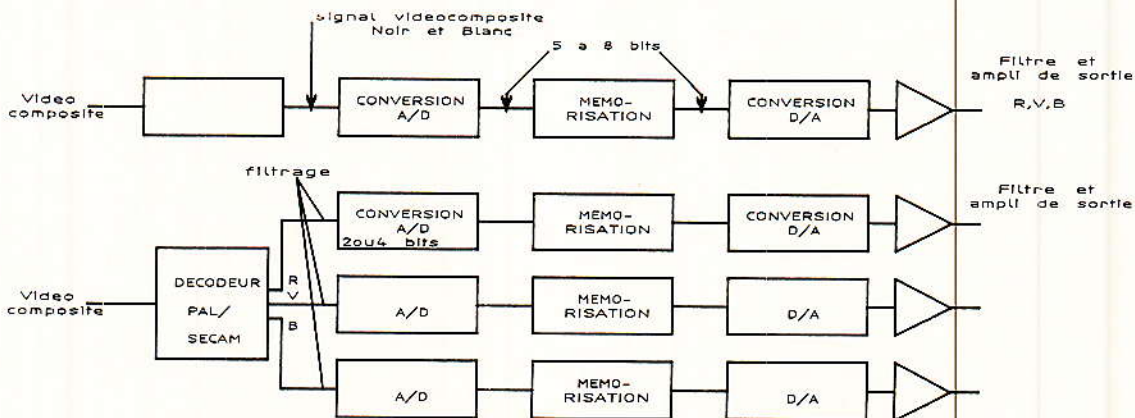 signal videocomposite
Noir et Blanc
5 a 8 bits
Filtre et
ampli de sortie
R,V,B
Video
composite
CONVERSION
A/D
MEMO-
RISATION
CONVERSION
D/A
filtrage
Filtre et
ampli de sortie
CONVERSION
A/D
2ou4 bits
MEMO-
RISATION
CONVERSION
D/A
Video
composite
DECODEUR
PAL/
SECAM
R
V
B
A/D
MEMO-
RISATION
D/A
A/D
MEMO-
RISATION
D/A